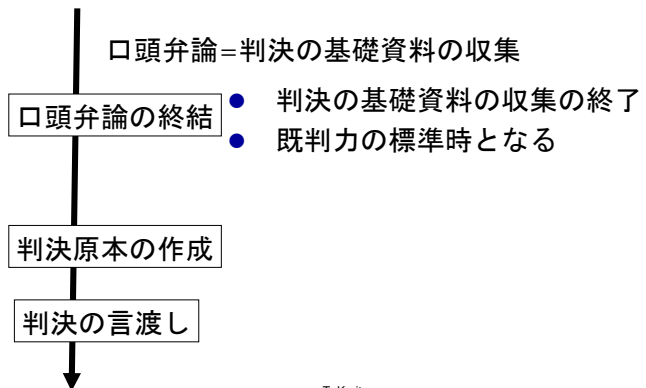 口頭弁論=判決の基礎資料の収集
口頭弁論の終結
● 判決の基礎資料の収集の終了
● 既判力の標準時となる
判決原本の作成
判決の言渡し